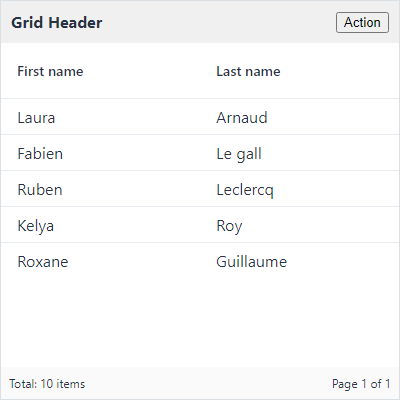 Grid Header Action
First name Last name
Laura Arnaud
Fabien Le gall
Ruben Leclercq
Kelya Roy
Roxane Guillaume
Total: 10 items Page 1 of 1